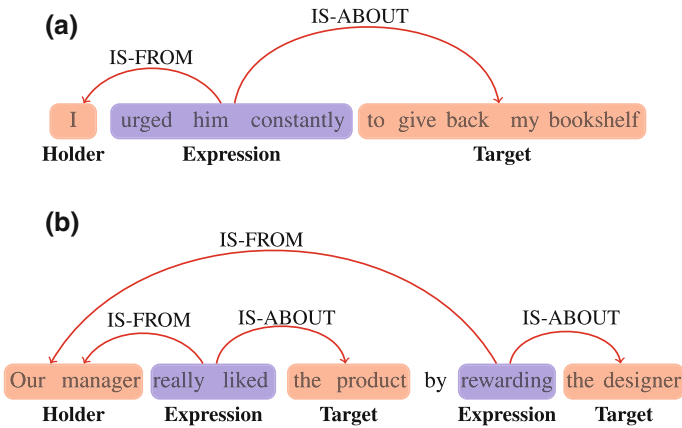 (a)
IS-ABOUT
IS-FROM
I urged him constantly to give back my bookshelf
Holder Expression Target
(b)
IS-FROM
IS-FROM IS-ABOUT IS-ABOUT
Our manager really liked the product by rewarding the designer
Holder Expression Target Expression Target